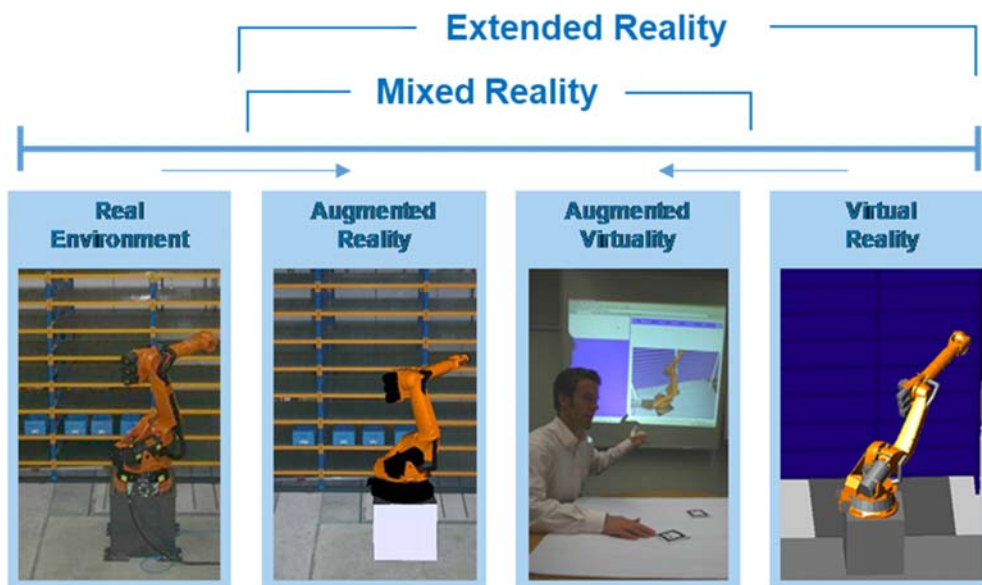 Extended Reality
Mixed Reality
Real
Environment
Augmented
Reality
Augmented
Virtuality
Virtual
Reality